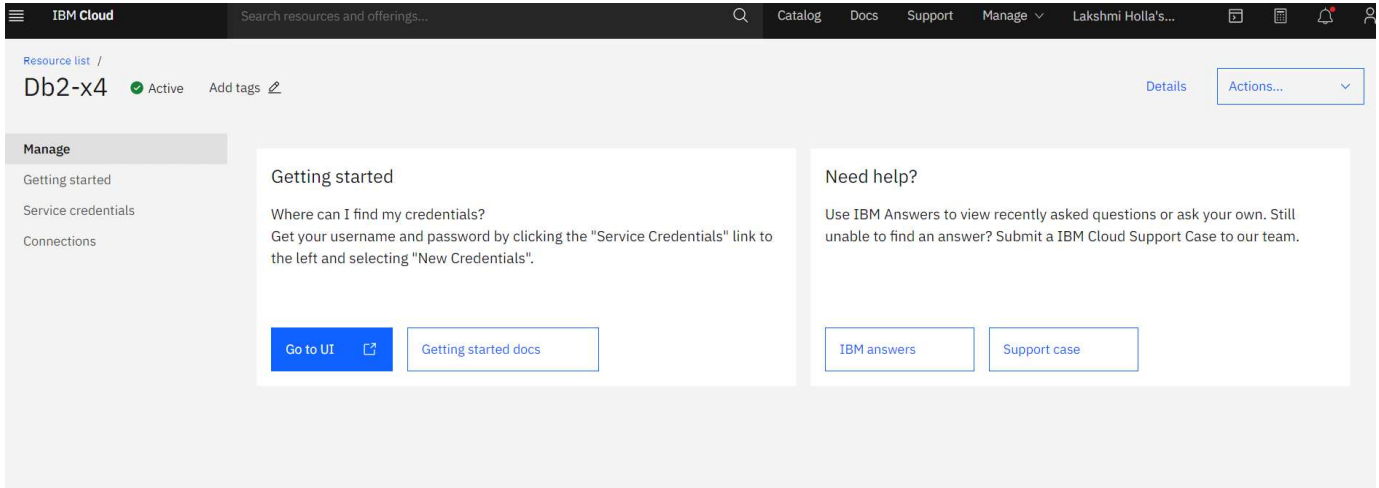 IBM Cloud
Search resources and offerings...
Catalog
Docs
Support
Manage
Lakshmi Holla's...
Resource list /
Db2-x4
Active
Add tags
Details
Actions...
Manage
Getting started
Service credentials
Connections
Getting started
Where can I find my credentials?
Get your username and password by clicking the "Service Credentials" link to
the left and selecting "New Credentials".
Go to UI
Getting started docs
Need help?
Use IBM Answers to view recently asked questions or ask your own. Still
unable to find an answer? Submit a IBM Cloud Support Case to our team.
IBM answers
Support case